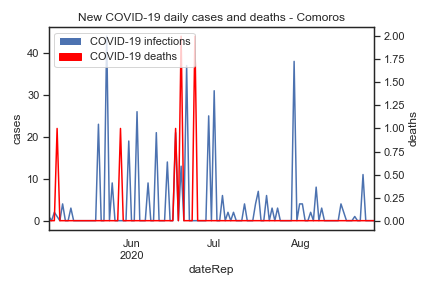 New COVID-19 daily cases and deaths - Comoros
COVID-19 infections
COVID-19 deaths
40
30
20
10
0
cases
2.00
1.75
1.50
1.25
1.00
0.75
0.50
0.25
0.00
deaths
Jun
2020
Jul
Aug
dateRep